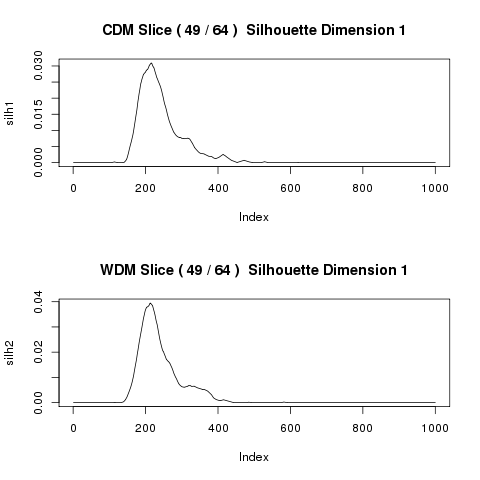 CDM Slice ( 49 / 64 ) Silhouette Dimension 1
silh1
0.030
0.015
0.000
0 200 400 600 800 1000
Index
WDM Slice ( 49 / 64 ) Silhouette Dimension 1
silh2
0.04
0.02
0.00
0 200 400 600 800 1000
Index